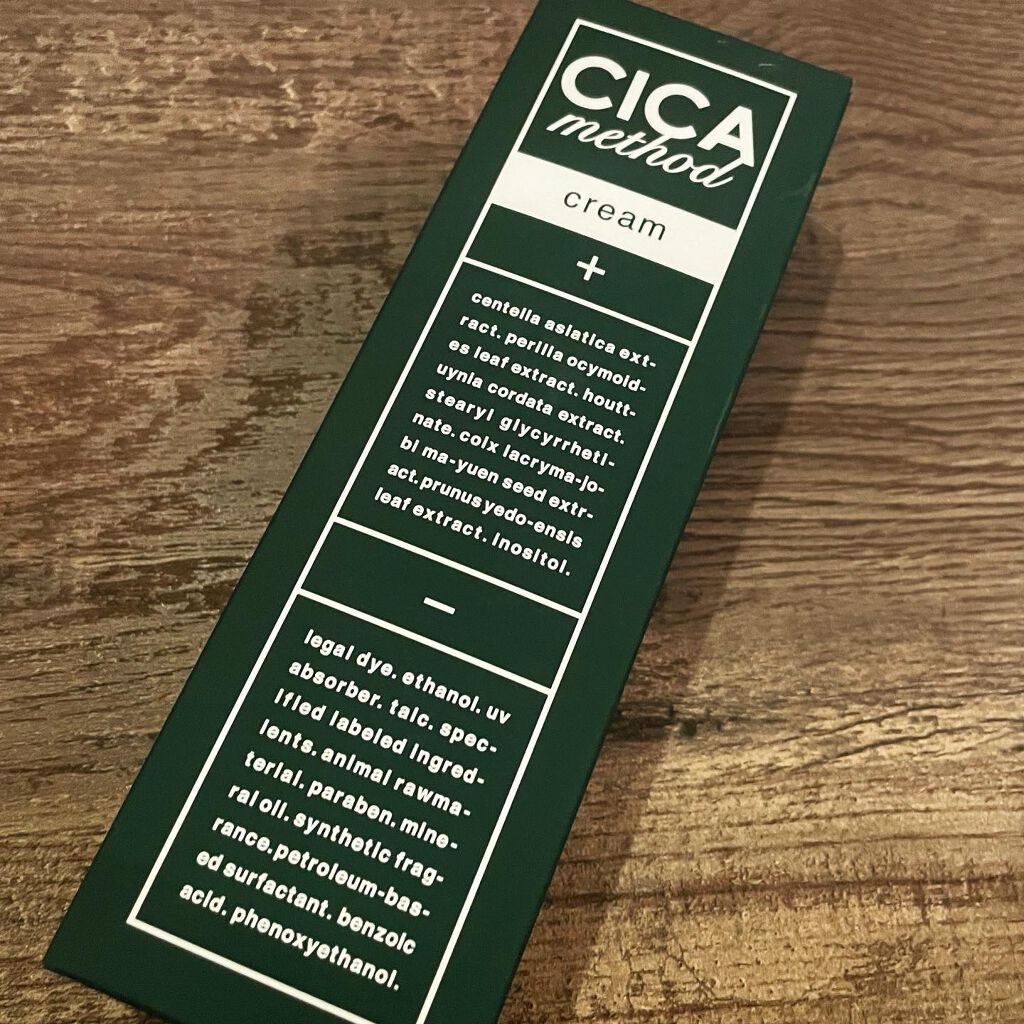 CICA
method
cream
+
centella asiatica ext-
ract. perilla ocymoid-
es leaf extract. houtt-
uynia cordata extract.
stearyl glycyrrheti-
nate. coix lacryma-jo-
bi ma-yuen seed extr-
act. prunus yedo-ensis
leaf extract. inositol.
-
legal dye. ethanol. uv
absorber. talc. spec-
ified labeled ingred-
ients. animal rawma-
terial. paraben. mine-
ral oil. synthetic frag-
rance. petroleum-bas-
ed surfactant. benzoic
acid. phenoxyethanol.